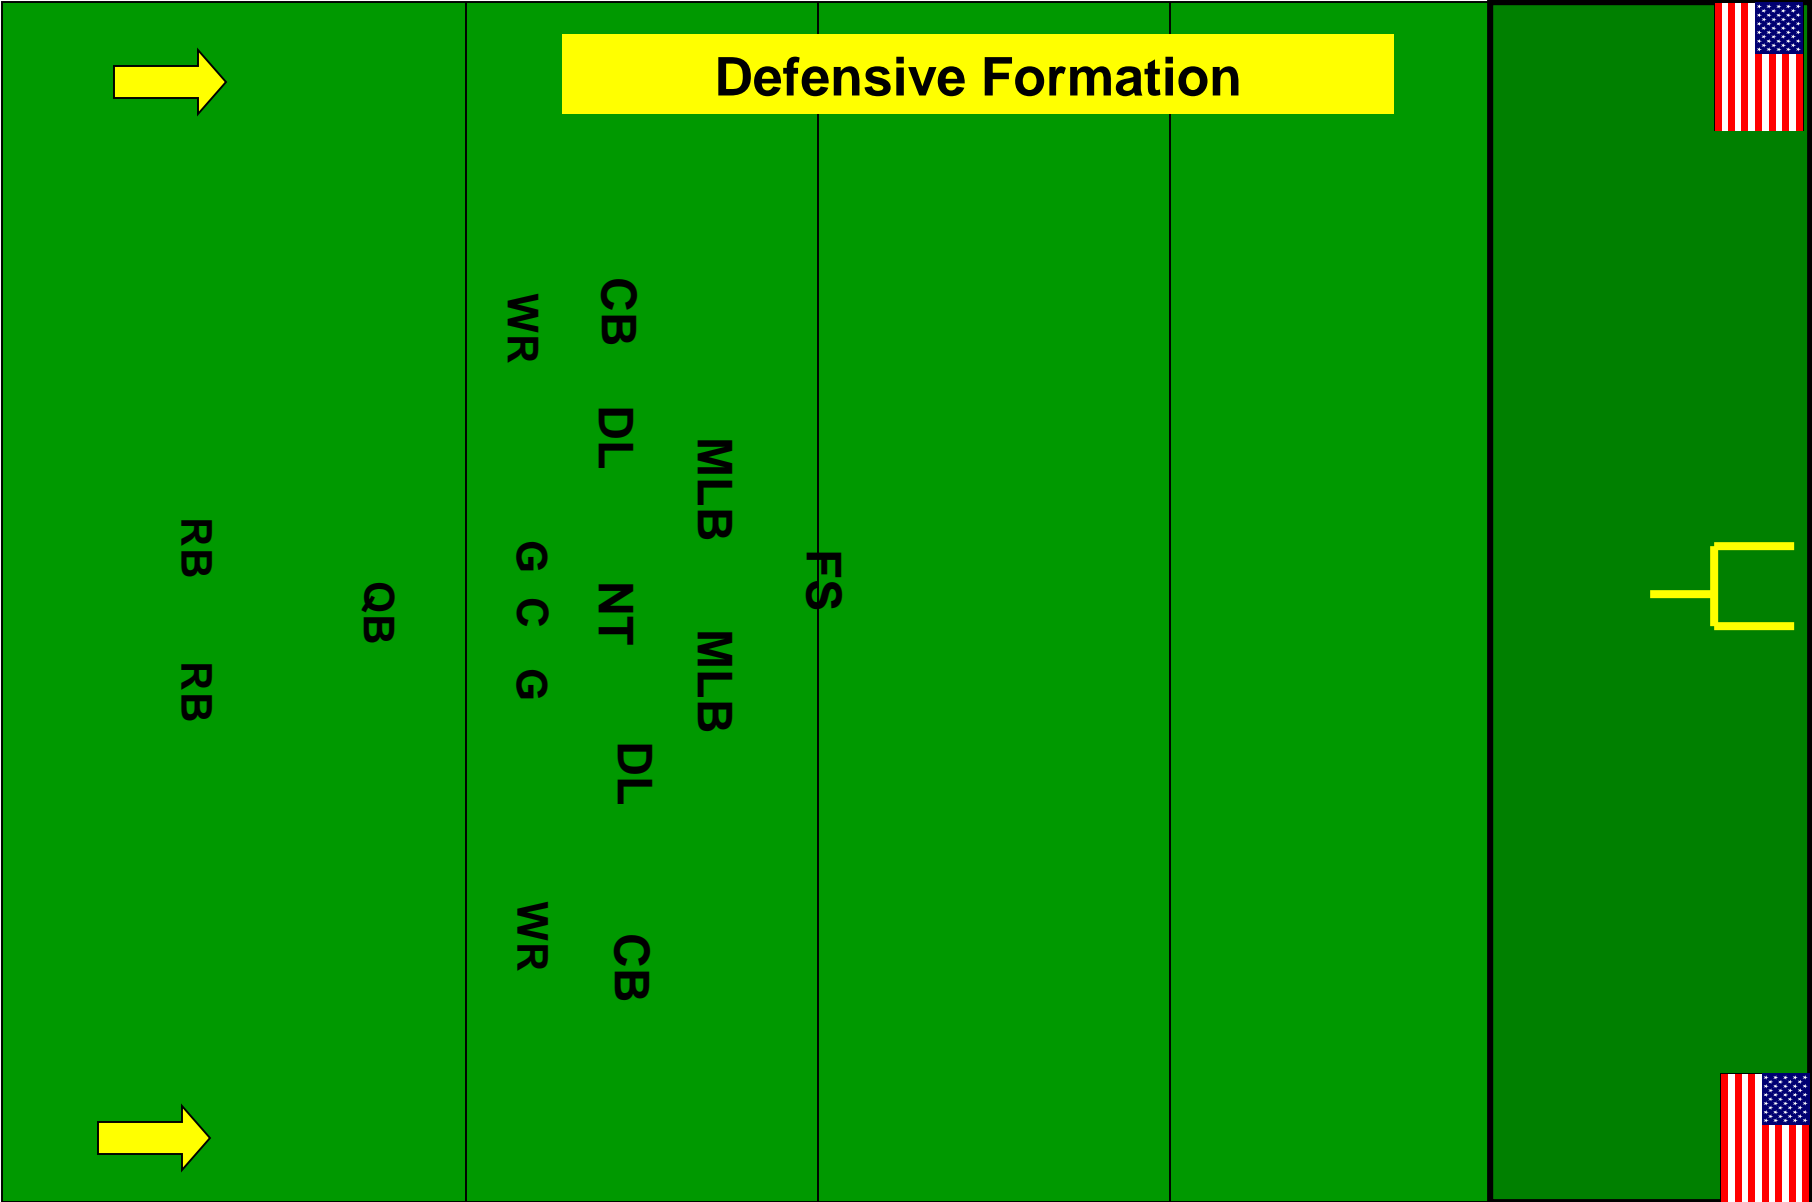 Defensive Formation
WR
CB
DL
MLB
RB
G
FS
QB
C
NT
RB
G
MLB
DL
WR
CB